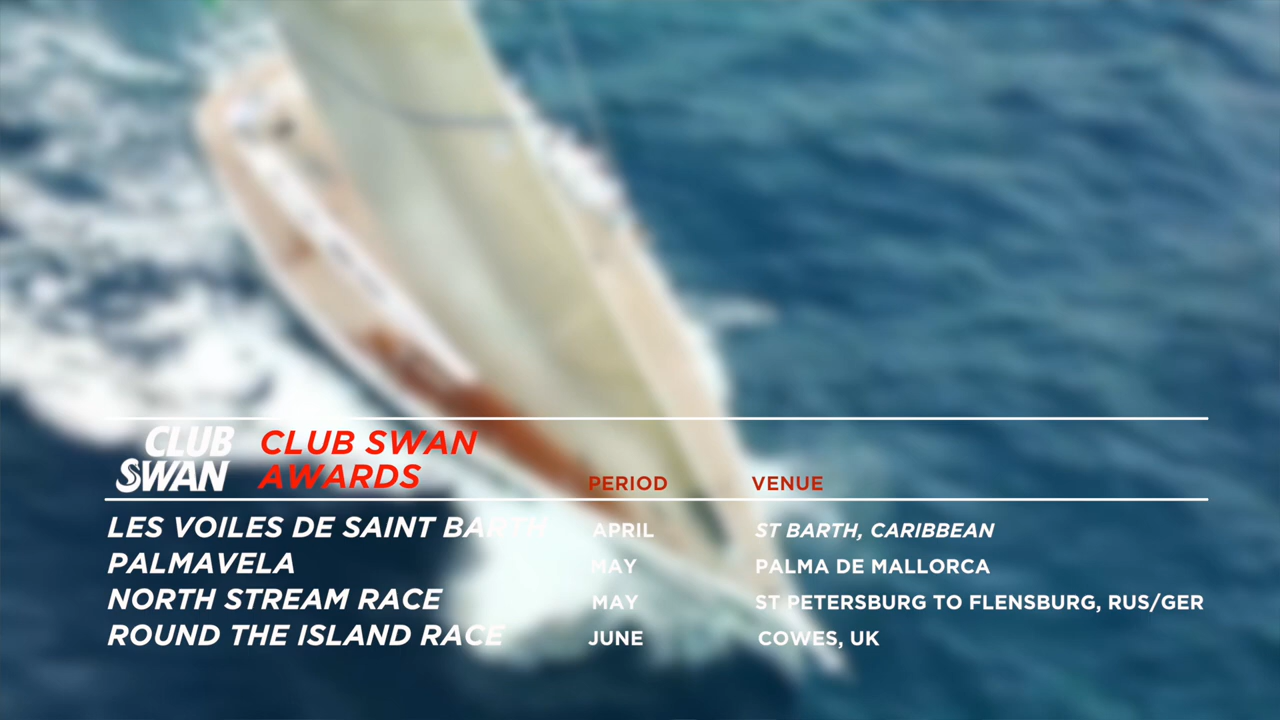 CLUB SWAN
CLUB SWAN AWARDS PERIOD VENUE
LES VOILES DE SAINT BARTH APRIL ST BARTH, CARIBBEAN
PALMAVELA MAY PALMA DE MALLORCA
NORTH STREAM RACE MAY ST PETERSBURG TO FLENSBURG, RUS/GER
ROUND THE ISLAND RACE JUNE COWES, UK